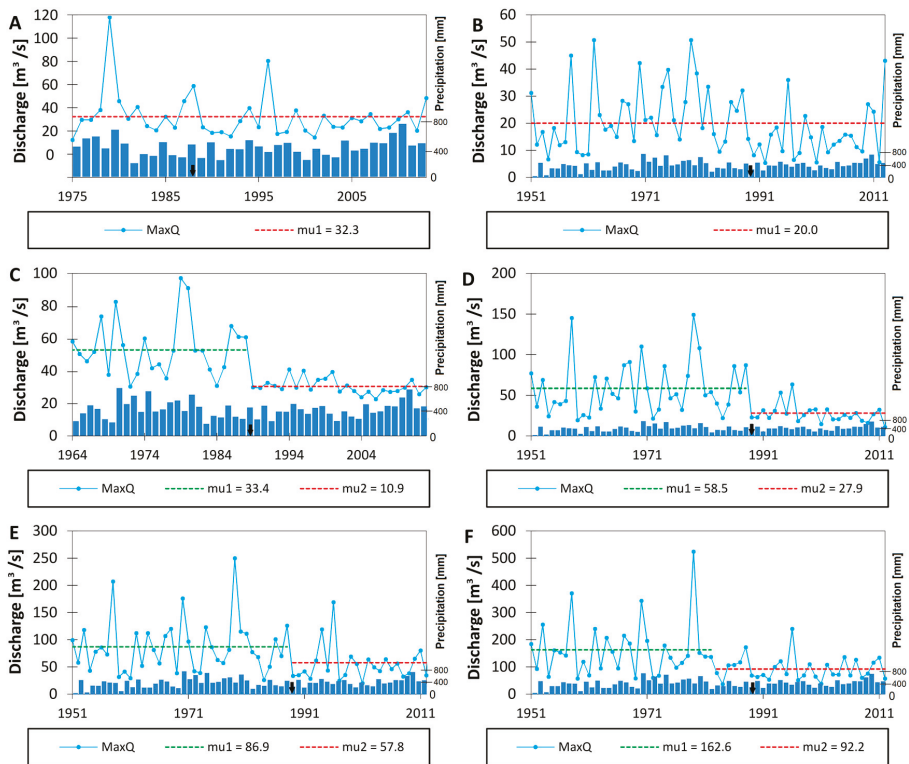 A
Discharge [m³/s]
120
100
80
60
40
20
0
Precipitation [mm]
800
400
0
1975 1985 1995 2005
MaxQ mu1 = 32.3
B
Discharge [m³/s]
60
50
40
30
20
10
0
Precipitation [mm]
800
400
0
1951 1971 1991 2011
MaxQ mu1 = 20.0
C
Discharge [m³/s]
100
80
60
40
20
0
Precipitation [mm]
800
400
0
1964 1974 1984 1994 2004
MaxQ mu1 = 33.4 mu2 = 10.9
D
Discharge [m³/s]
200
150
100
50
0
Precipitation [mm]
800
400
0
1951 1971 1991 2011
MaxQ mu1 = 58.5 mu2 = 27.9
E
Discharge [m³/s]
300
250
200
150
100
50
0
Precipitation [mm]
800
400
0
1951 1971 1991 2011
MaxQ mu1 = 86.9 mu2 = 57.8
F
Discharge [m³/s]
600
500
400
300
200
100
0
Precipitation [mm]
800
400
0
1951 1971 1991 2011
MaxQ mu1 = 162.6 mu2 = 92.2